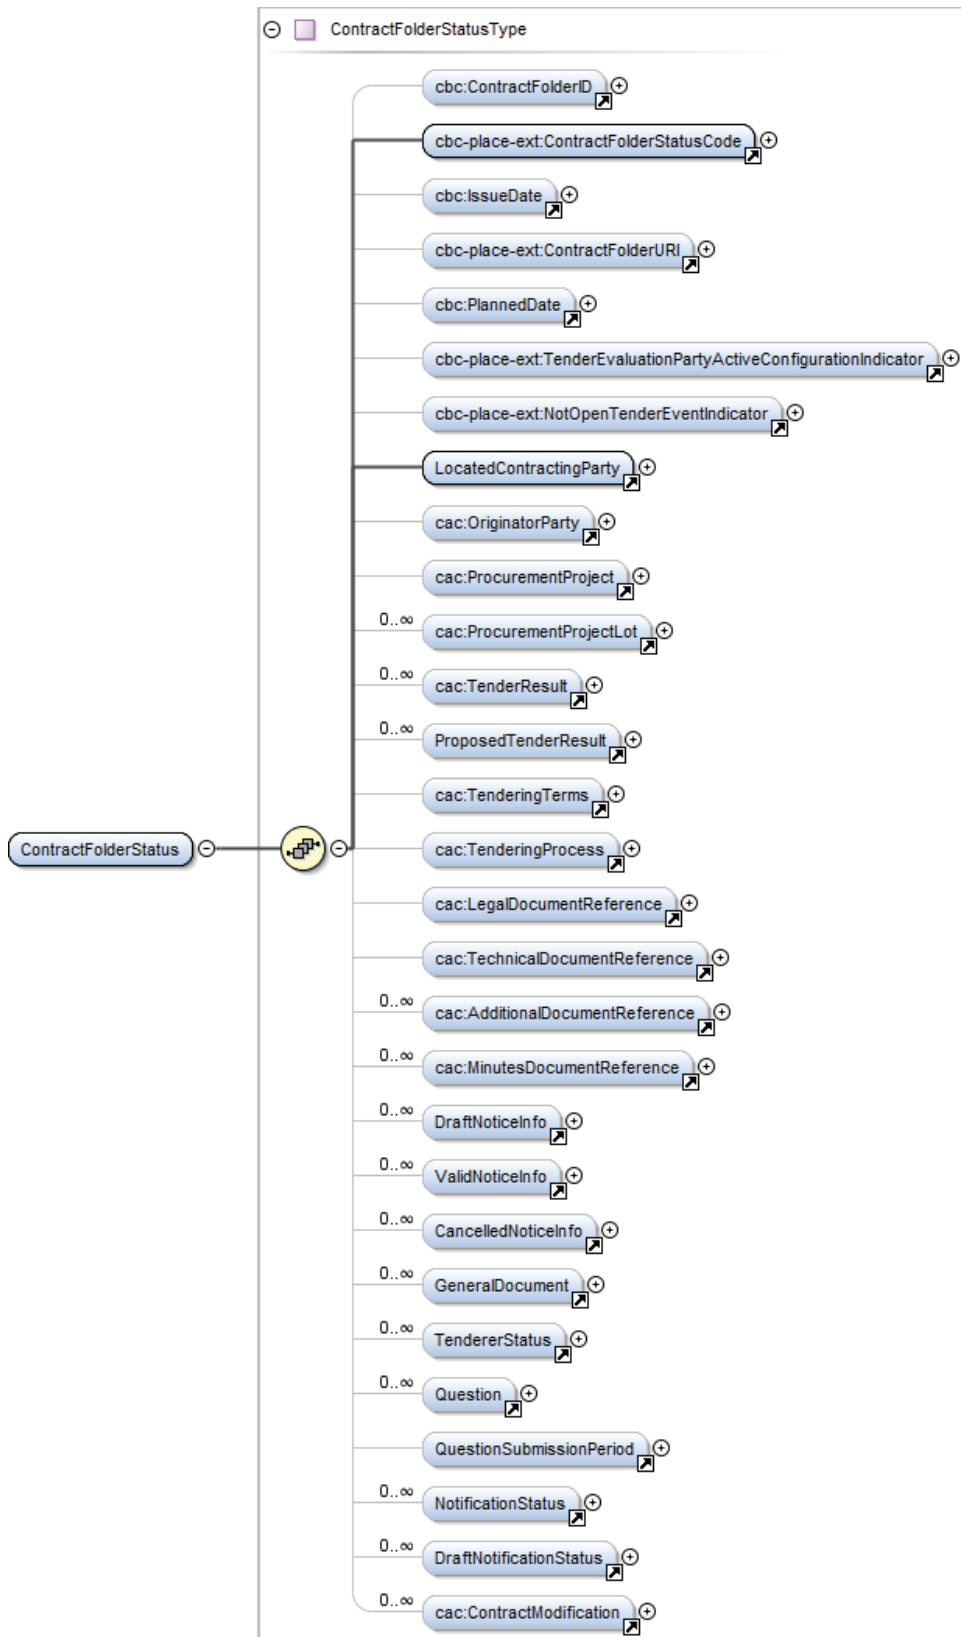 ContractFolderStatusType
cbc:ContractFolderID
cbc-place-ext:ContractFolderStatusCode
cbc:IssueDate
cbc-place-ext:ContractFolderURI
cbc:PlannedDate
cbc-place-ext:TenderEvaluationPartyActiveConfigurationIndicator
cbc-place-ext:NotOpenTenderEventIndicator
LocatedContractingParty
cac:OriginatorParty
cac:ProcurementProject
0..∞ cac:ProcurementProjectLot
0..∞ cac:TenderResult
0..∞ ProposedTenderResult
cac:TenderingTerms
ContractFolderStatus
cac:TenderingProcess
cac:LegalDocumentReference
cac:TechnicalDocumentReference
0..∞ cac:AdditionalDocumentReference
0..∞ cac:MinutesDocumentReference
0..∞ DraftNoticeInfo
0..∞ ValidNoticeInfo
0..∞ CancelledNoticeInfo
0..∞ GeneralDocument
0..∞ TendererStatus
0..∞ Question
QuestionSubmissionPeriod
0..∞ NotificationStatus
0..∞ DraftNotificationStatus
0..∞ cac:ContractModification